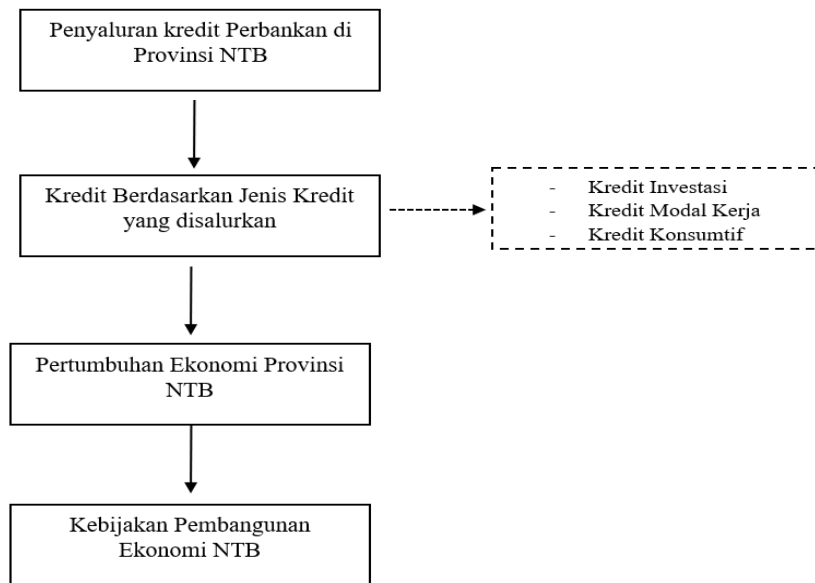 Penyaluran kredit Perbankan di
Provinsi NTB
Kredit Berdasarkan Jenis Kredit
yang disalurkan
- Kredit Investasi
- Kredit Modal Kerja
- Kredit Konsumtif
Pertumbuhan Ekonomi Provinsi
NTB
Kebijakan Pembangunan
Ekonomi NTB